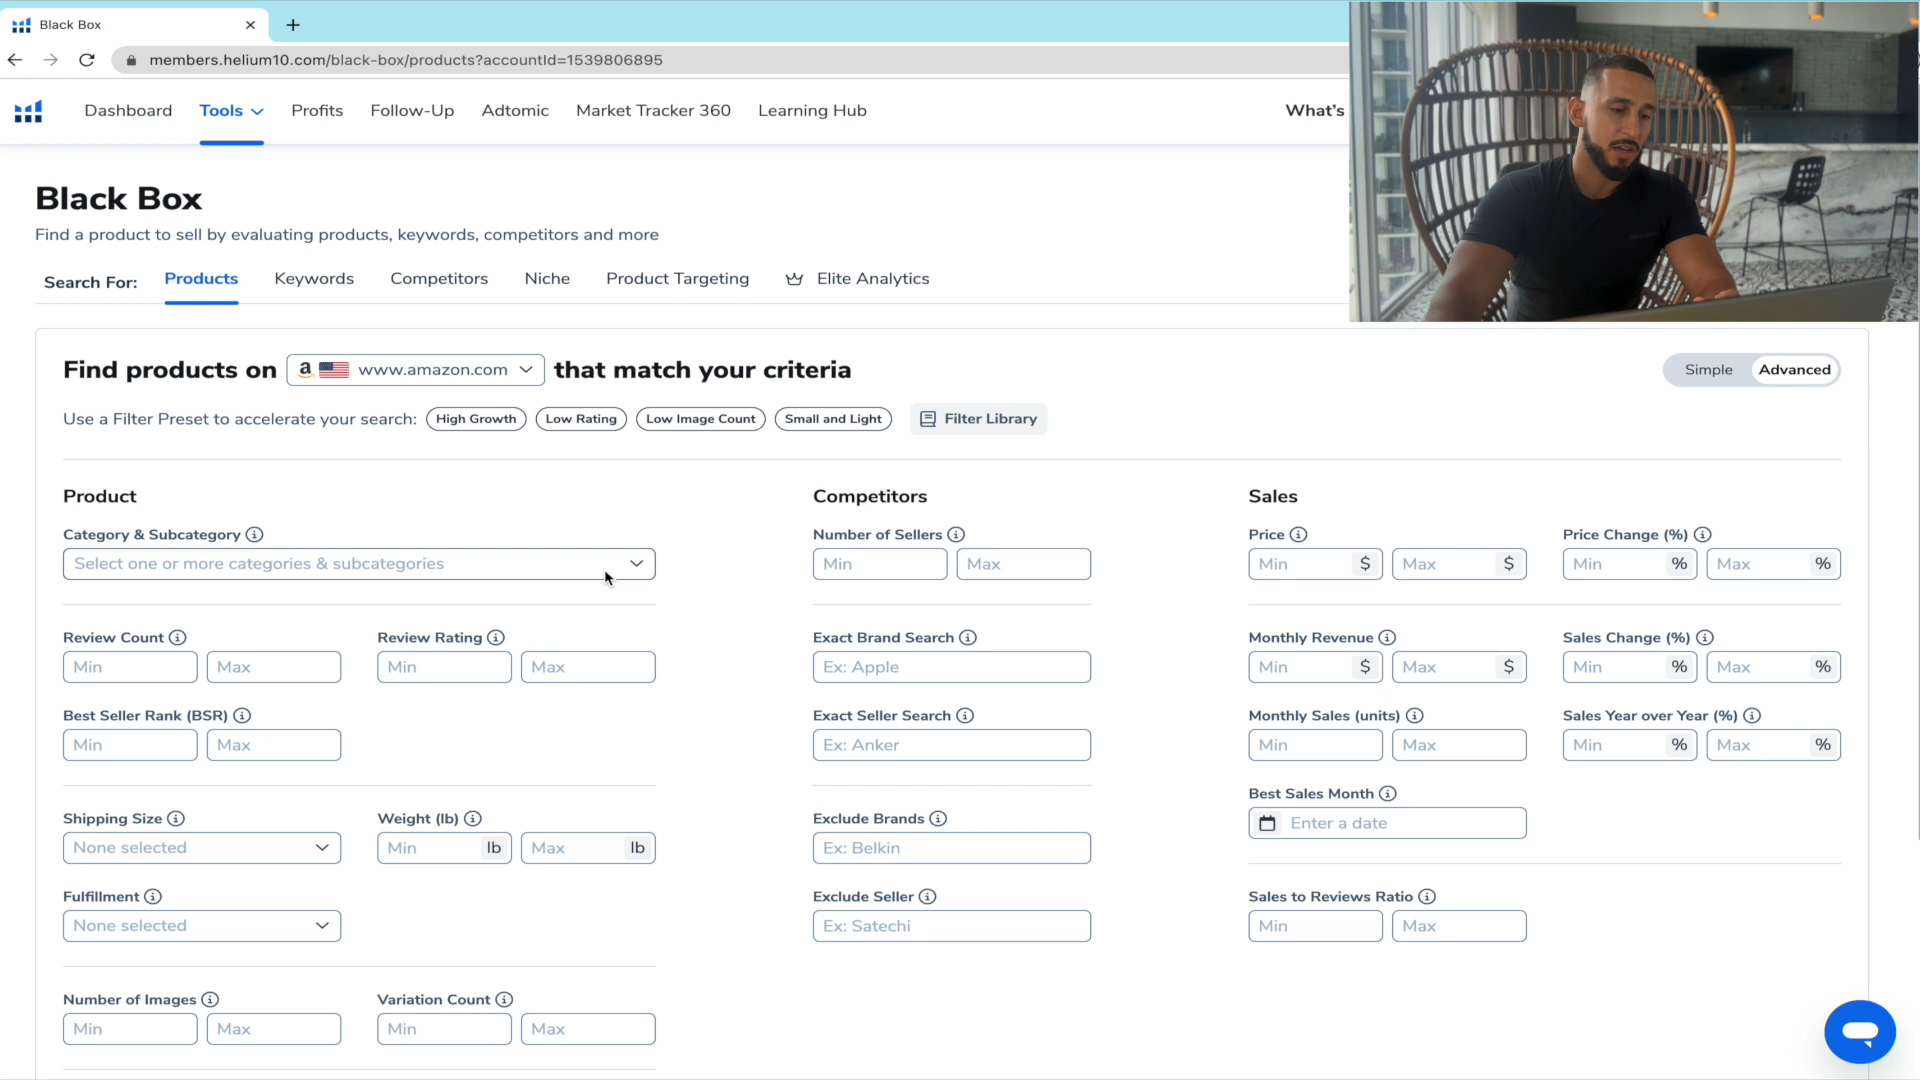 Black Box
members.helium10.com/black-box/products?accountId=1539806895
Dashboard Tools Profits Follow-Up Adtomic Market Tracker 360 Learning Hub What's
Black Box
Find a product to sell by evaluating products, keywords, competitors and more
Search For: Products Keywords Competitors Niche Product Targeting Elite Analytics
Find products on a www.amazon.com that match your criteria
Simple Advanced
Use a Filter Preset to accelerate your search: High Growth Low Rating Low Image Count Small and Light Filter Library
Product Competitors Sales
Category & Subcategory Number of Sellers Price Price Change (%)
Select one or more categories & subcategories Min Max Min $ Max $ Min % Max %
Review Count Review Rating Exact Brand Search Monthly Revenue Sales Change (%)
Min Max Min Max Ex: Apple Min $ Max $ Min % Max %
Best Seller Rank (BSR) Exact Seller Search Monthly Sales (units) Sales Year over Year (%)
Min Max Ex: Anker Min Max Min % Max %
Best Sales Month
Enter a date
Shipping Size Weight (lb) Exclude Brands
None selected Min lb Max lb Ex: Belkin
Fulfillment Exclude Seller Sales to Reviews Ratio
None selected Ex: Satechi Min Max
Number of Images Variation Count
Min Max Min Max